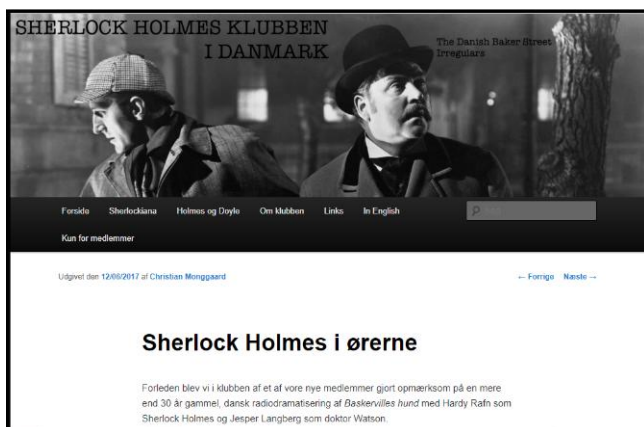 SHERLOCK HOLMES KLUBBEN
I DANMARK
The Danish Baker Street
Irregulars
Forside Sherlockiana Holmes og Doyle Om klubben Links In English
Kun for medlemmer
Udgivet den 12/06/2017 af Christian Monggaard ← Forrige Næste →
Sherlock Holmes i ørerne
Forleden blev vi i klubben af et af vore nye medlemmer gjort opmærksom på en mere
end 30 år gammel, dansk radiodramatisering af Baskervilles hund med Hardy Rafn som
Sherlock Holmes og Jesper Langberg som doktor Watson.